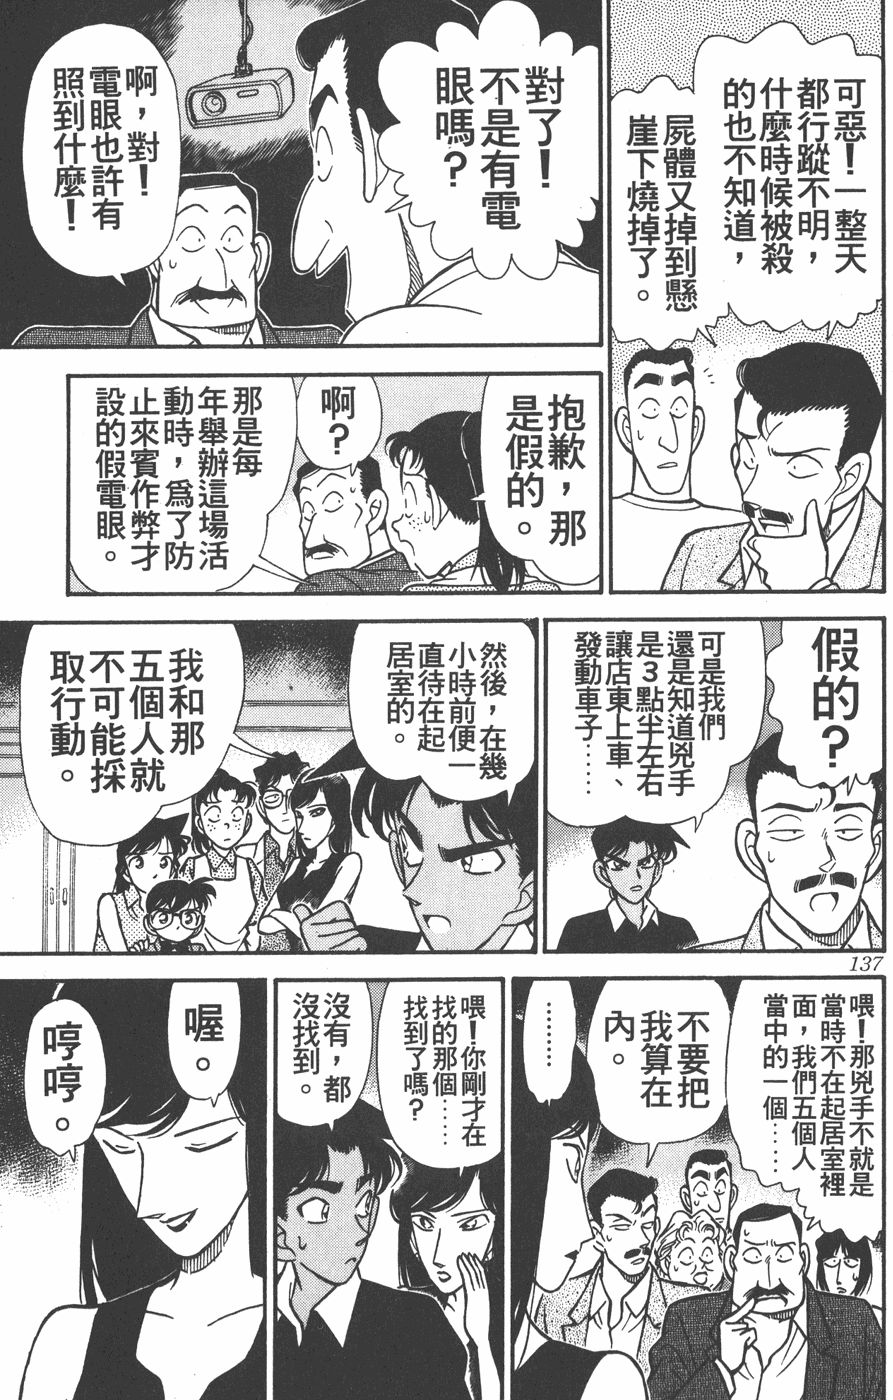 可惡！一整天
都行蹤不明，
什麼時候被殺
的也不知道，
屍體又掉到懸
崖下燒掉了。
對了！
不是有電
眼嗎？
啊，對！
電眼也許有
照到什麼！
抱歉，那
是假的。
啊？
那是每
年舉辦這場活
動時，為了防
止來賓作弊才
設的假電眼。
假的？
可是我們
還是知道兇手
是3點半左右
讓店東上車、
發動車子……
然後，在幾
小時前便一
直待在起
居室的。
我和那
五個人就
不可能採
取行動。
137
喂！那兇手不就是
當時不在起居室裡
面，我們五個人
當中的一個……
不要把
我算在
內。
………
喂！你剛才在
找的那個……
找到了嗎？
沒有，都
沒找到。
喔。
哼哼。